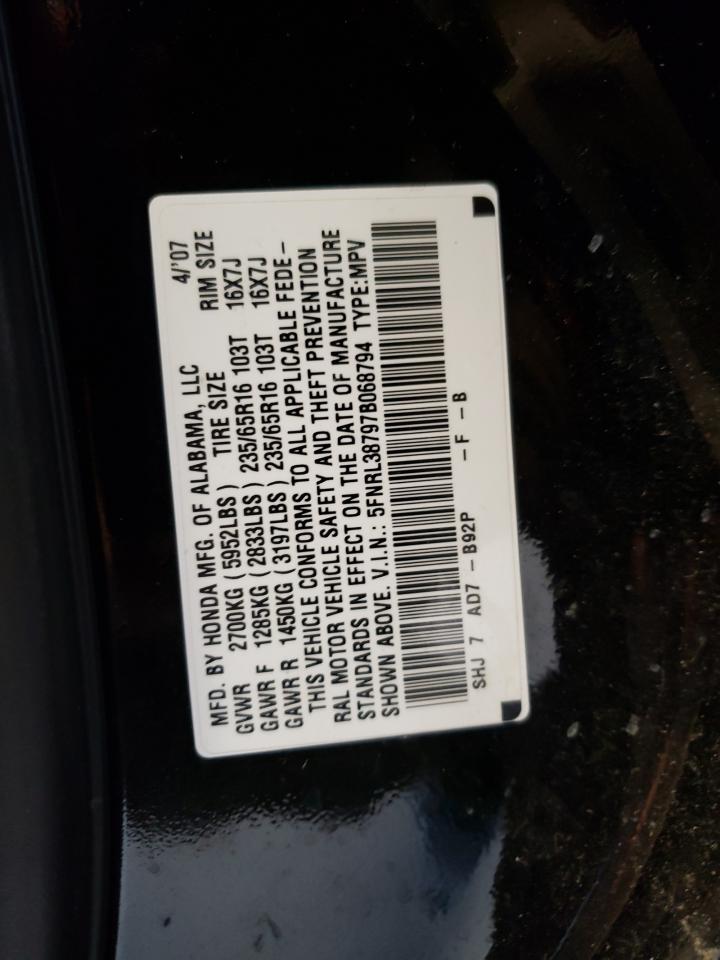 MFD. BY HONDA MFG. OF ALABAMA, LLC 4/'07
GVWR 2700KG ( 5952LBS ) TIRE SIZE RIM SIZE
GAWR F 1285KG ( 2833LBS ) 235/65R16 103T 16X7J
GAWR R 1450KG ( 3197LBS ) 235/65R16 103T 16X7J
THIS VEHICLE CONFORMS TO ALL APPLICABLE FEDE-
RAL MOTOR VEHICLE SAFETY AND THEFT PREVENTION
STANDARDS IN EFFECT ON THE DATE OF MANUFACTURE
SHOWN ABOVE. V.I.N.: 5FNRL38797B068794 TYPE:MPV
SHJ 7 AD7 - B92P - F - B